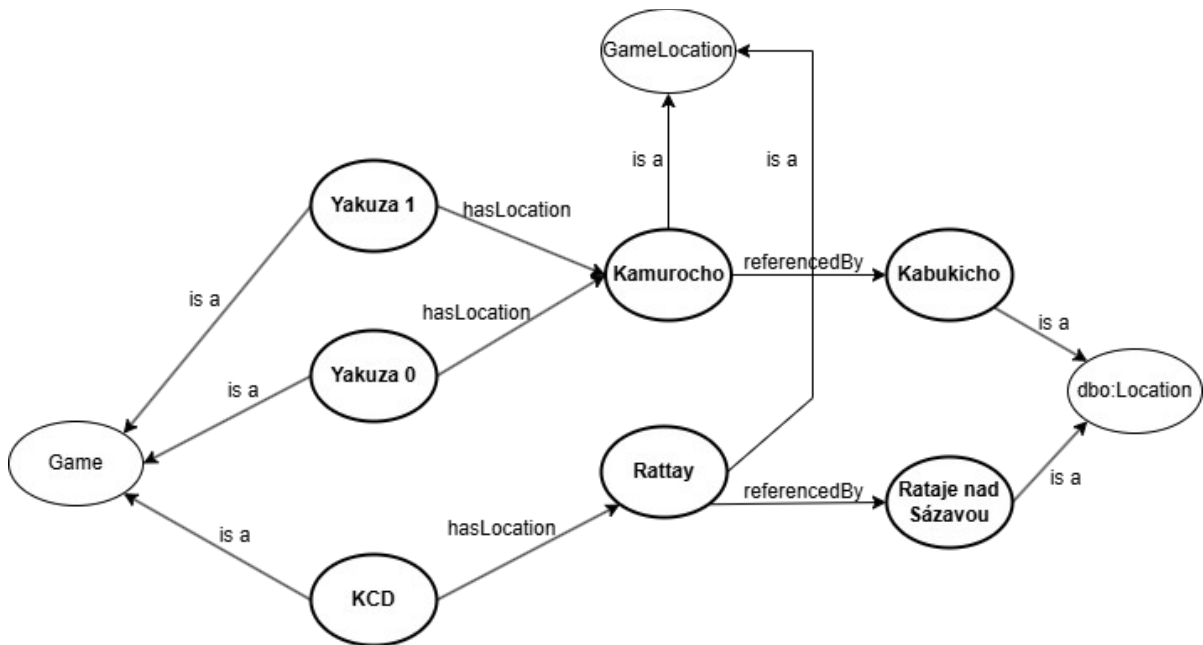 GameLocation
is a
is a
Yakuza 1
hasLocation
Kamurocho
referencedBy
Kabukicho
is a
hasLocation
is a
Yakuza 0
is a
dbo:Location
Game
Rattay
referencedBy
Rataje nad
Sázavou
is a
hasLocation
is a
KCD